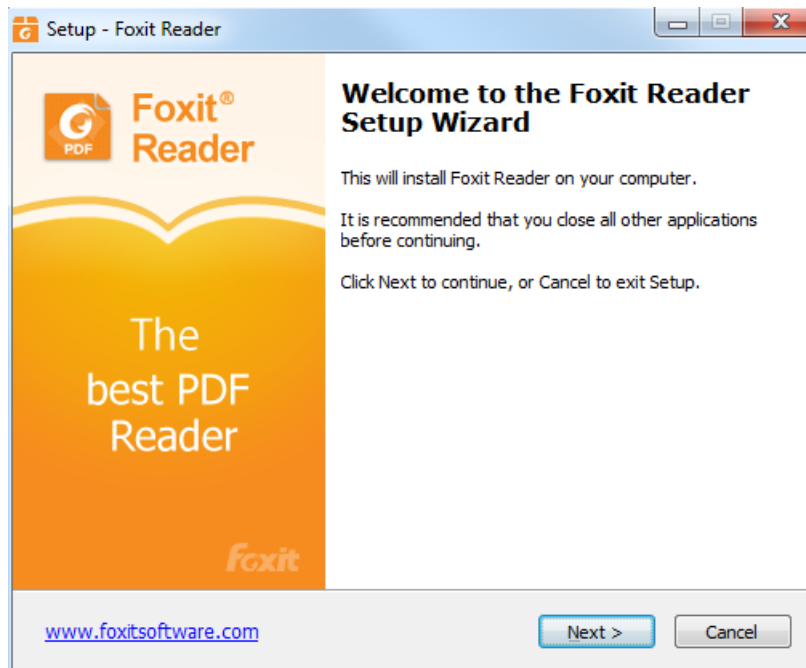 Setup - Foxit Reader
Foxit®
Reader
PDF
The
best PDF
Reader
foxit
Welcome to the Foxit Reader
Setup Wizard
This will install Foxit Reader on your computer.
It is recommended that you close all other applications
before continuing.
Click Next to continue, or Cancel to exit Setup.
www.foxitsoftware.com
Next >
Cancel